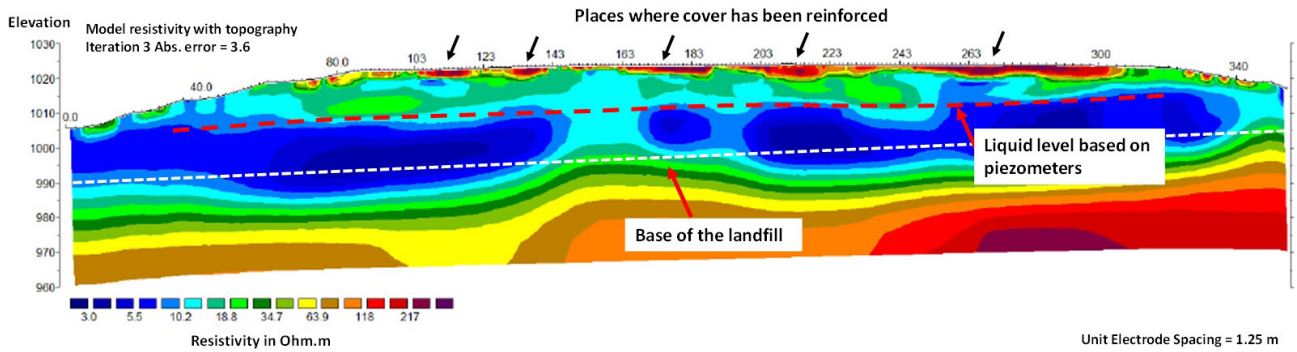 Places where cover has been reinforced
Elevation
Model resistivity with topography
Iteration 3 Abs. error = 3.6
1030
1020
1010
1000
990
980
970
960
0.0
40.0
80.0
103
123
143
163
183
203
223
243
263
300
340
Liquid level based on
piezometers
Base of the landfill
3.0 5.5 10.2 18.8 34.7 63.9 118 217
Resistivity in Ohm.m
Unit Electrode Spacing = 1.25 m